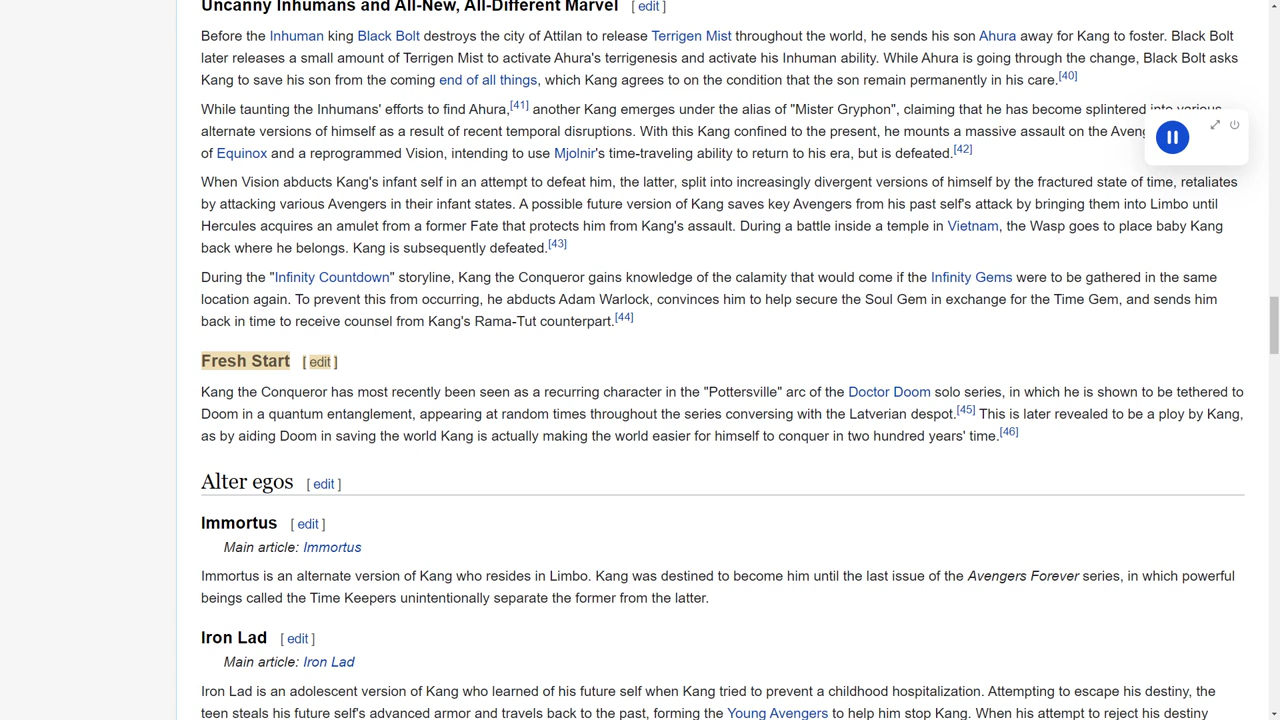 Uncanny Inhumans and All-New, All-Different Marvel [ edit ]
Before the Inhuman king Black Bolt destroys the city of Attilan to release Terrigen Mist throughout the world, he sends his son Ahura away for Kang to foster. Black Bolt
later releases a small amount of Terrigen Mist to activate Ahura's terrigenesis and activate his Inhuman ability. While Ahura is going through the change, Black Bolt asks
Kang to save his son from the coming end of all things, which Kang agrees to on the condition that the son remain permanently in his care.[40]
While taunting the Inhumans' efforts to find Ahura,[41] another Kang emerges under the alias of "Mister Gryphon", claiming that he has become splintered into various
alternate versions of himself as a result of recent temporal disruptions. With this Kang confined to the present, he mounts a massive assault on the
of Equinox and a reprogrammed Vision, intending to use Mjolnir's time-traveling ability to return to his era, but is defeated.[42]
When Vision abducts Kang's infant self in an attempt to defeat him, the latter, split into increasingly divergent versions of himself by the fractured state of time, retaliates
by attacking various Avengers in their infant states. A possible future version of Kang saves key Avengers from his past self's attack by bringing them into Limbo until
Hercules acquires an amulet from a former Fate that protects him from Kang's assault. During a battle inside a temple in Vietnam, the Wasp goes to place baby Kang
back where he belongs. Kang is subsequently defeated.[43]
During the "Infinity Countdown" storyline, Kang the Conqueror gains knowledge of the calamity that would come if the Infinity Gems were to be gathered in the same
location again. To prevent this from occurring, he abducts Adam Warlock, convinces him to help secure the Soul Gem in exchange for the Time Gem, and sends him
back in time to receive counsel from Kang's Rama-Tut counterpart.[44]
Fresh Start [ edit ]
Kang the Conqueror has most recently been seen as a recurring character in the "Pottersville" arc of the Doctor Doom solo series, in which he is shown to be tethered to
Doom in a quantum entanglement, appearing at random times throughout the series conversing with the Latverian despot.[45] This is later revealed to be a ploy by Kang,
as by aiding Doom in saving the world Kang is actually making the world easier for himself to conquer in two hundred years' time.[46]
Alter egos [ edit ]
Immortus [ edit ]
Main article: Immortus
Immortus is an alternate version of Kang who resides in Limbo. Kang was destined to become him until the last issue of the Avengers Forever series, in which powerful
beings called the Time Keepers unintentionally separate the former from the latter.
Iron Lad [ edit ]
Main article: Iron Lad
Iron Lad is an adolescent version of Kang who learned of his future self when Kang tried to prevent a childhood hospitalization. Attempting to escape his destiny, the
teen steals his future self's advanced armor and travels back to the past, forming the Young Avengers to help him stop Kang. When his attempt to reject his destiny